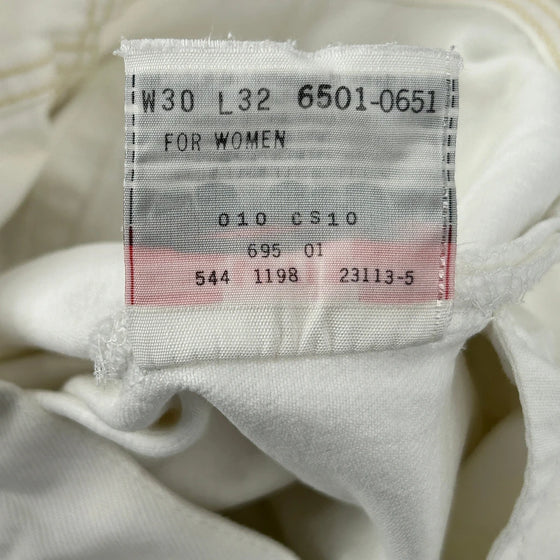 W30 L32 6501-0651
FOR WOMEN
010 CS10
695 01
544 1198 23113-5